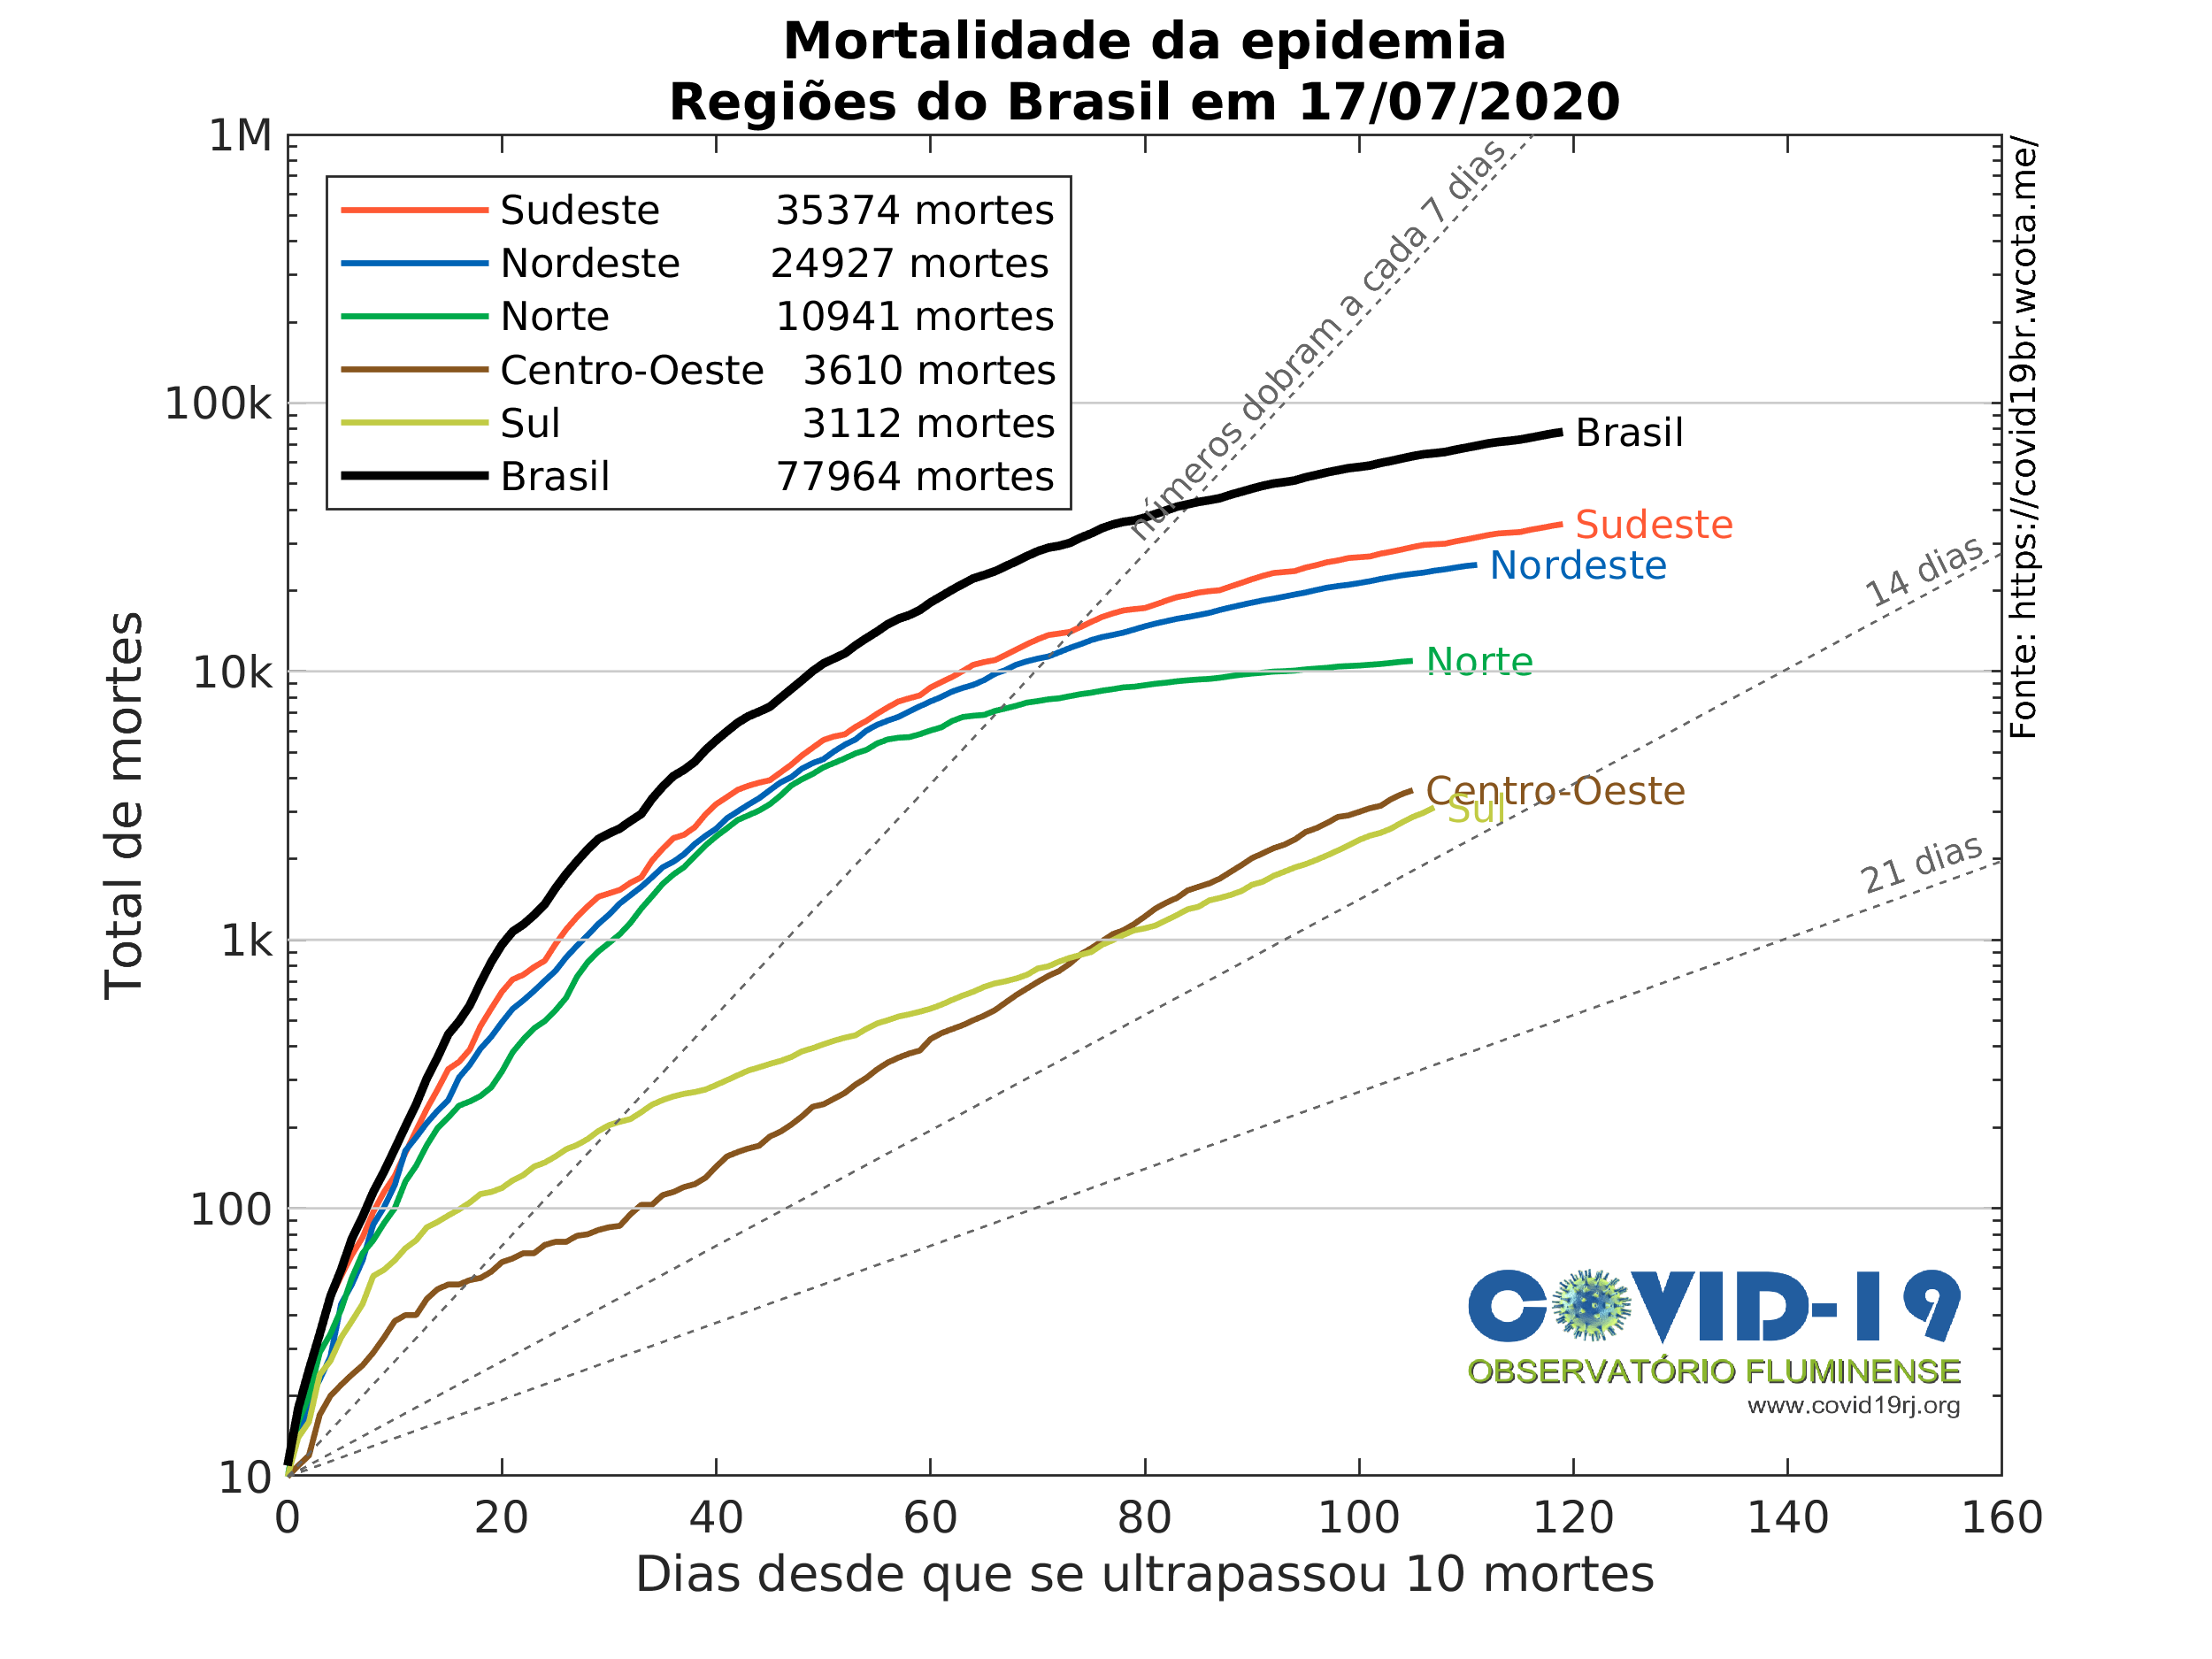 Mortalidade da epidemia
Regiões do Brasil em 17/07/2020
1M
100k
10k
1k
100
10
Total de mortes
Sudeste 35374 mortes
Nordeste 24927 mortes
Norte 10941 mortes
Centro-Oeste 3610 mortes
Sul 3112 mortes
Brasil 77964 mortes
números dobram a cada 7 dias
14 dias
21 dias
Brasil
Sudeste
Nordeste
Norte
Centro-Oeste
Sul
Fonte: https://covid19br.wcota.me/
COVID-19
OBSERVATÓRIO FLUMINENSE
www.covid19rj.org
0 20 40 60 80 100 120 140 160
Dias desde que se ultrapassou 10 mortes